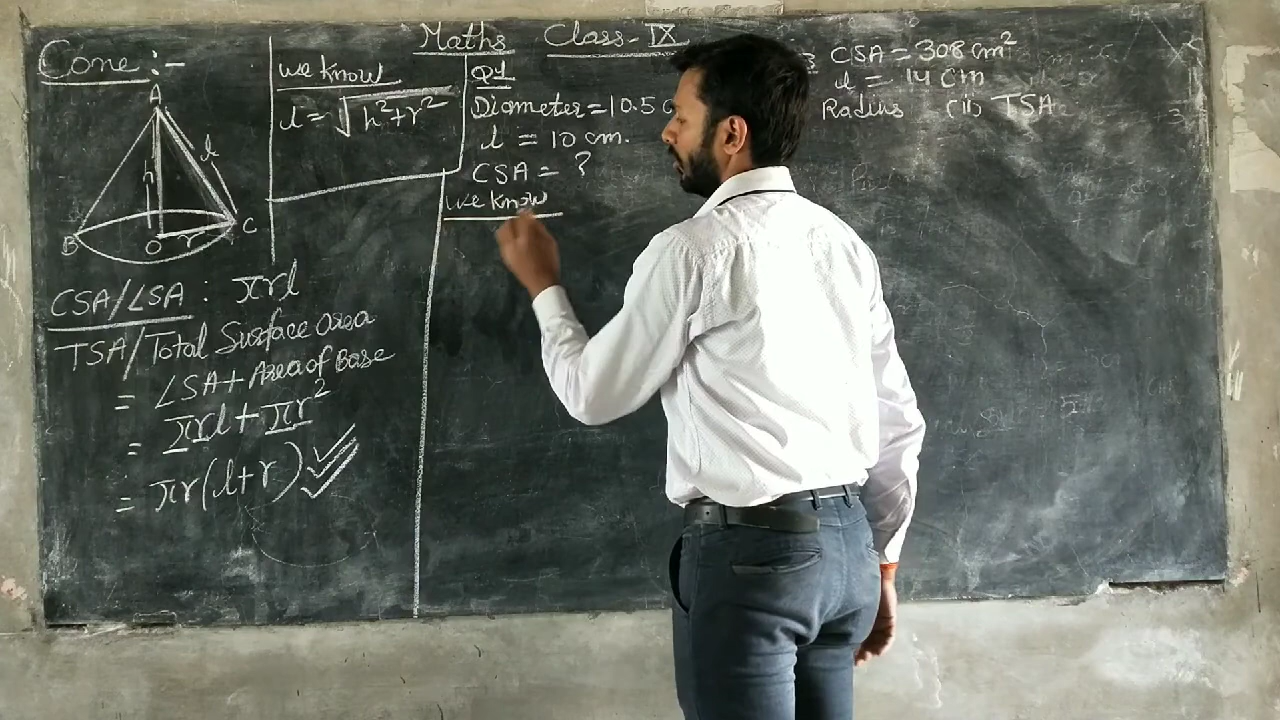 Maths Class-IX
Cone :-
A
h
l
B
O
r
C
CSA/LSA : πrl
TSA/Total Surface area
= LSA + Area of Base
= πrl + πr²
= πr(l+r)
we know
l = √h²+r²
Q1
Diameter = 10.5
l = 10 cm.
CSA = ?
we know
CSA = 308 cm²
l = 14 cm
Radius (ii) TSA